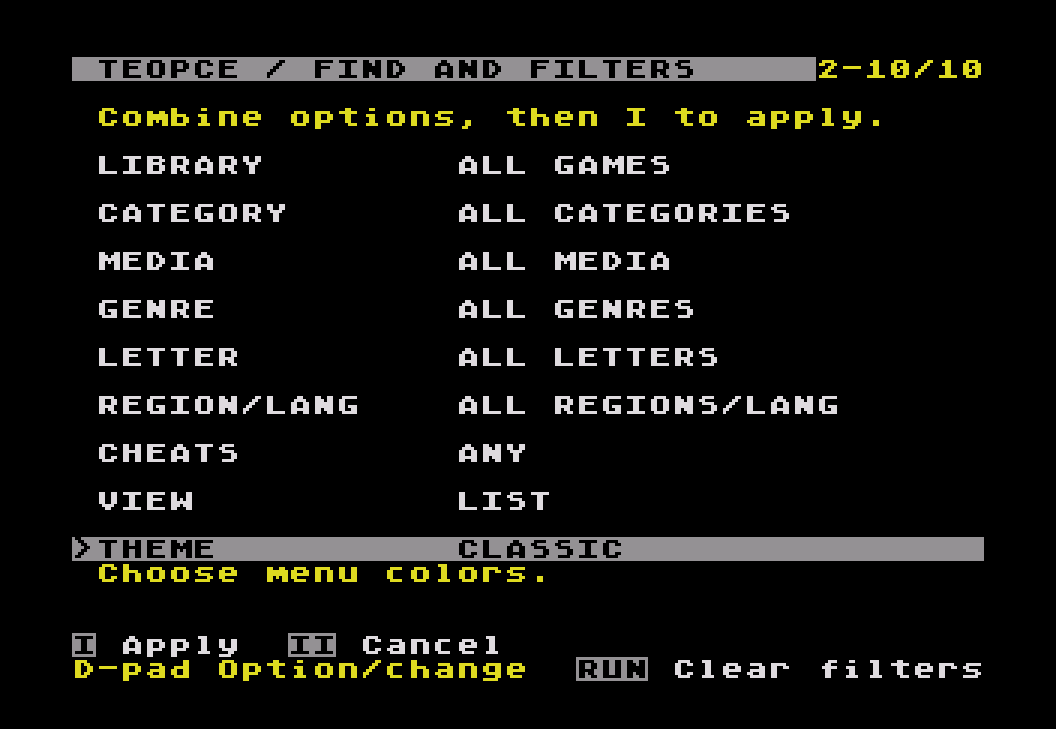 TEOPCE / FIND AND FILTERS 2-10/10
Combine options, then I to apply.
LIBRARY ALL GAMES
CATEGORY ALL CATEGORIES
MEDIA ALL MEDIA
GENRE ALL GENRES
LETTER ALL LETTERS
REGION/LANG ALL REGIONS/LANG
CHEATS ANY
VIEW LIST
>THEME CLASSIC
Choose menu colors.
I Apply II Cancel
D-pad Option/change RUN Clear filters